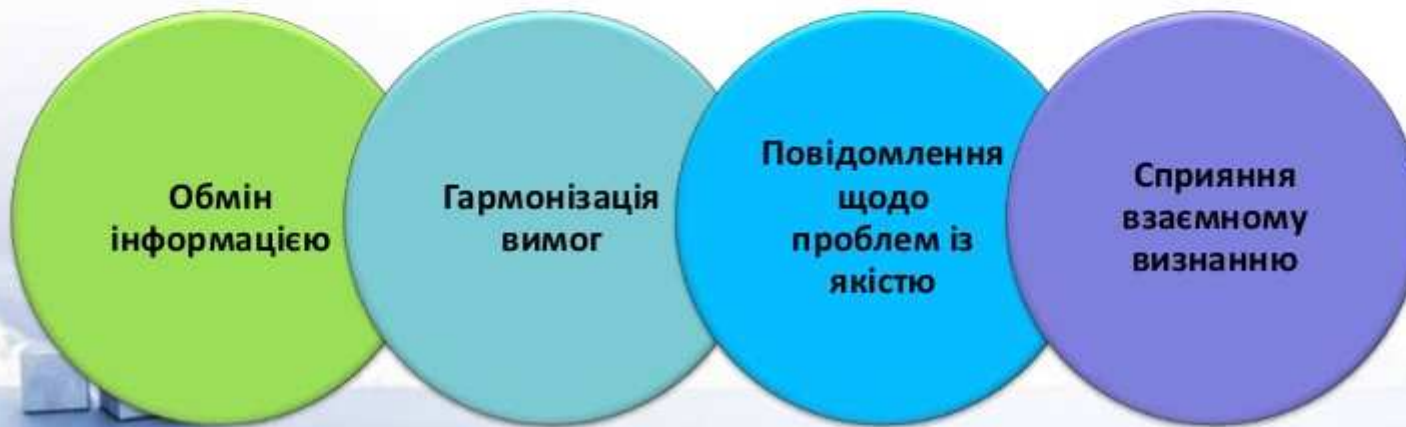 Обмін
інформацією
Гармонізація
вимог
Повідомлення
щодо
проблем із
якістю
Сприяння
взаємному
визнанню